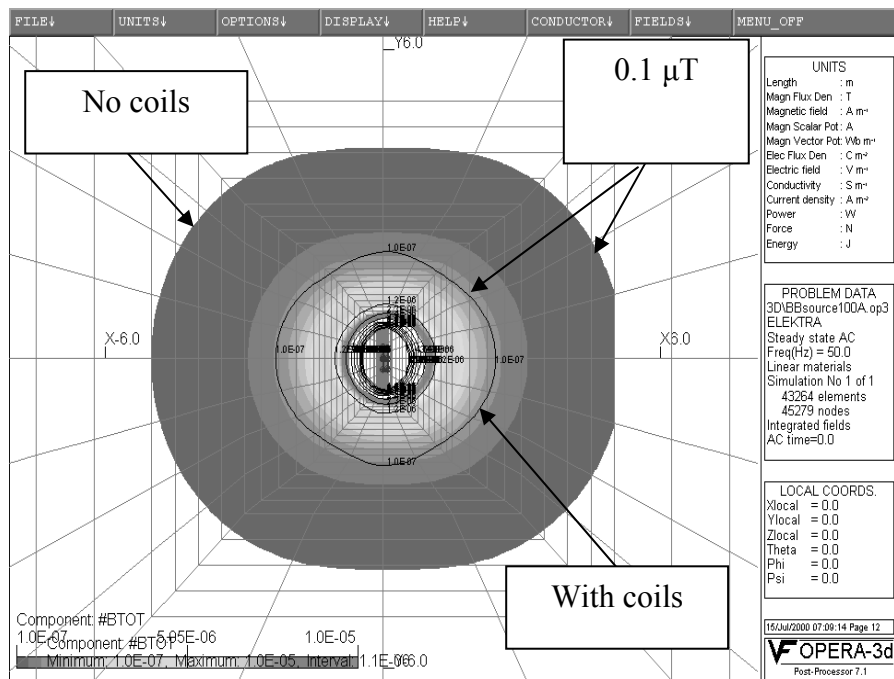 FILE↓ UNITS↓ OPTIONS↓ DISPLAY↓ HELP↓ CONDUCTOR↓ FIELDS↓ MENU_OFF
Y6.0
No coils
0.1 μT
1.0E-07
1.2E-06
X-6.0
X6.0
1.0E-07
1.0E-07
1.2E-06
1.0E-07
With coils
Component: #BTOT
1.0E-07 5.05E-06 1.0E-05
Component: #BTOT
Minimum: 1.0E-07, Maximum: 1.0E-05, Interval: 1.1E-06
Y-6.0
UNITS
Length : m
Magn Flux Den : T
Magnetic field : A m⁻¹
Magn Scalar Pot : A
Magn Vector Pot : Wb m⁻¹
Elec Flux Den : C m⁻²
Electric field : V m⁻¹
Conductivity : S m⁻¹
Current density : A m⁻²
Power : W
Force : N
Energy : J
PROBLEM DATA
3D\BBsource100A.op3
ELEKTRA
Steady state AC
Freq(Hz) = 50.0
Linear materials
Simulation No 1 of 1
43264 elements
45279 nodes
Integrated fields
AC time=0.0
LOCAL COORDS.
Xlocal = 0.0
Ylocal = 0.0
Zlocal = 0.0
Theta = 0.0
Phi = 0.0
Psi = 0.0
15/Jul/2000 07:09:14 Page 12
VF OPERA-3d
Post-Processor 7.1